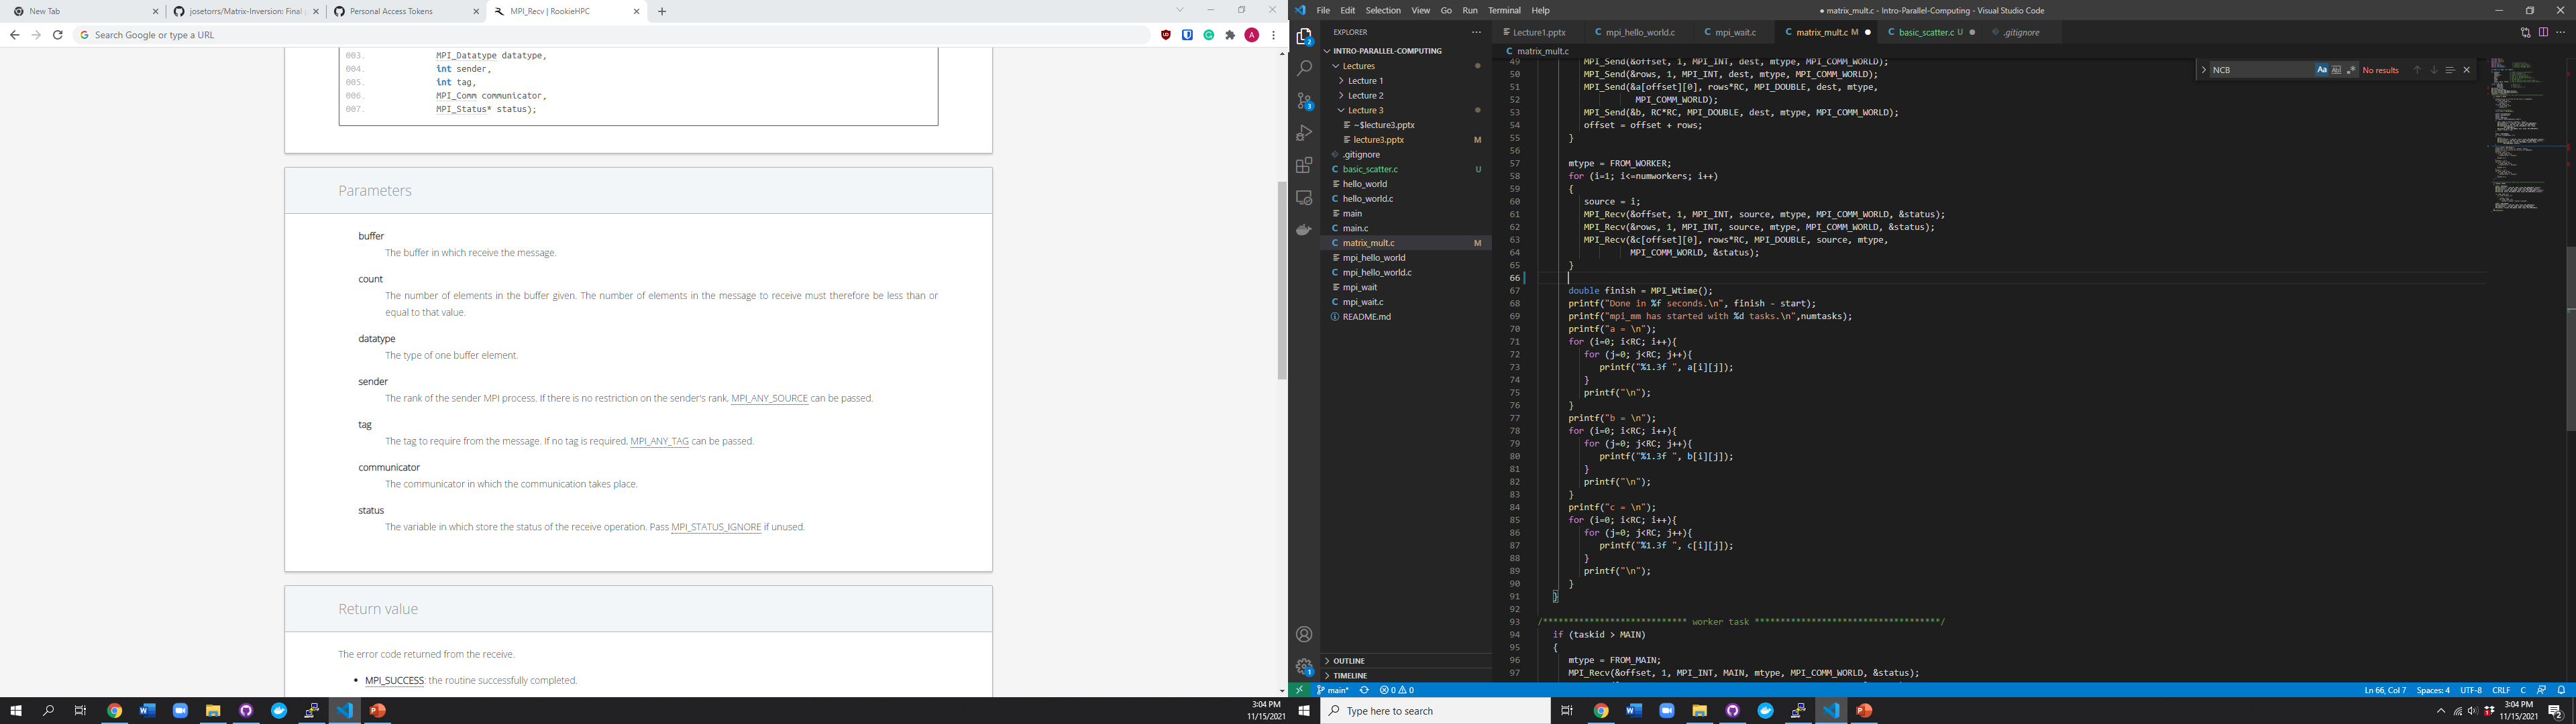 New Tab
josetorrs/Matrix-Inversion: Final
Personal Access Tokens
MPI_Recv | RookieHPC
Search Google or type a URL
003. MPI_Datatype datatype,
004. int sender,
005. int tag,
006. MPI_Comm communicator,
007. MPI_Status* status);
Parameters
buffer
The buffer in which receive the message.
count
The number of elements in the buffer given. The number of elements in the message to receive must therefore be less than or
equal to that value.
datatype
The type of one buffer element.
sender
The rank of the sender MPI process. If there is no restriction on the sender's rank, MPI_ANY_SOURCE can be passed.
tag
The tag to require from the message. If no tag is required, MPI_ANY_TAG can be passed.
communicator
The communicator in which the communication takes place.
status
The variable in which store the status of the receive operation. Pass MPI_STATUS_IGNORE if unused.
Return value
The error code returned from the receive.
• MPI_SUCCESS: the routine successfully completed.
3:04 PM
11/15/2021
File Edit Selection View Go Run Terminal Help
● matrix_mult.c - Intro-Parallel-Computing - Visual Studio Code
EXPLORER
INTRO-PARALLEL-COMPUTING
Lectures
Lecture 1
Lecture 2
Lecture 3
~$lecture3.pptx
lecture3.pptx M
.gitignore
C basic_scatter.c U
hello_world
C hello_world.c
main
C main.c
C matrix_mult.c M
mpi_hello_world
C mpi_hello_world.c
mpi_wait
C mpi_wait.c
README.md
OUTLINE
TIMELINE
Lecture1.pptx
C mpi_hello_world.c
C mpi_wait.c
C matrix_mult.c M ●
C basic_scatter.c U ●
.gitignore
C matrix_mult.c
NCB Aa No results
49 MPI_Send(&offset, 1, MPI_INT, dest, mtype, MPI_COMM_WORLD);
50 MPI_Send(&rows, 1, MPI_INT, dest, mtype, MPI_COMM_WORLD);
51 MPI_Send(&a[offset][0], rows*RC, MPI_DOUBLE, dest, mtype,
52 MPI_COMM_WORLD);
53 MPI_Send(&b, RC*RC, MPI_DOUBLE, dest, mtype, MPI_COMM_WORLD);
54 offset = offset + rows;
55 }
56
57 mtype = FROM_WORKER;
58 for (i=1; i<=numworkers; i++)
59 {
60 source = i;
61 MPI_Recv(&offset, 1, MPI_INT, source, mtype, MPI_COMM_WORLD, &status);
62 MPI_Recv(&rows, 1, MPI_INT, source, mtype, MPI_COMM_WORLD, &status);
63 MPI_Recv(&c[offset][0], rows*RC, MPI_DOUBLE, source, mtype,
64 MPI_COMM_WORLD, &status);
65 }
66
67 double finish = MPI_Wtime();
68 printf("Done in %f seconds.\n", finish - start);
69 printf("mpi_mm has started with %d tasks.\n",numtasks);
70 printf("a = \n");
71 for (i=0; i<RC; i++){
72 for (j=0; j<RC; j++){
73 printf("%1.3f ", a[i][j]);
74 }
75 printf("\n");
76 }
77 printf("b = \n");
78 for (i=0; i<RC; i++){
79 for (j=0; j<RC; j++){
80 printf("%1.3f ", b[i][j]);
81 }
82 printf("\n");
83 }
84 printf("c = \n");
85 for (i=0; i<RC; i++){
86 for (j=0; j<RC; j++){
87 printf("%1.3f ", c[i][j]);
88 }
89 printf("\n");
90 }
91 }
92
93 /**************************** worker task ************************************/
94 if (taskid > MAIN)
95 {
96 mtype = FROM_MAIN;
97 MPI_Recv(&offset, 1, MPI_INT, MAIN, mtype, MPI_COMM_WORLD, &status);
main* 0 0
Ln 66, Col 7 Spaces: 4 UTF-8 CRLF C
Type here to search
3:04 PM
11/15/2021